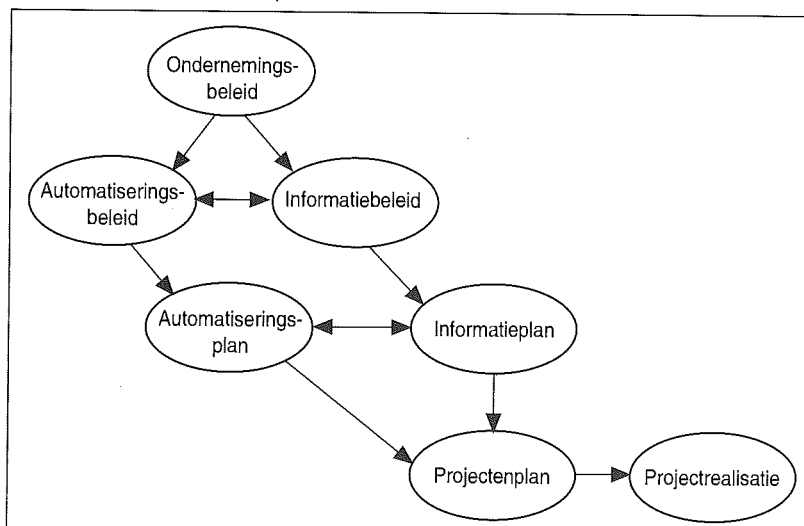 Ondernemings-
beleid
Automatiserings-
beleid
Informatiebeleid
Automatiserings-
plan
Informatieplan
Projectenplan
Projectrealisatie